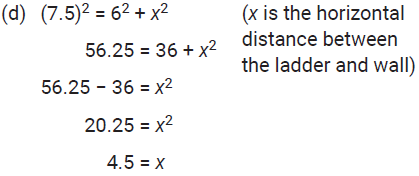 (d) (7.5)² = 6² + x² (x is the horizontal
56.25 = 36 + x² distance between
the ladder and wall)
56.25 − 36 = x²
20.25 = x²
4.5 = x